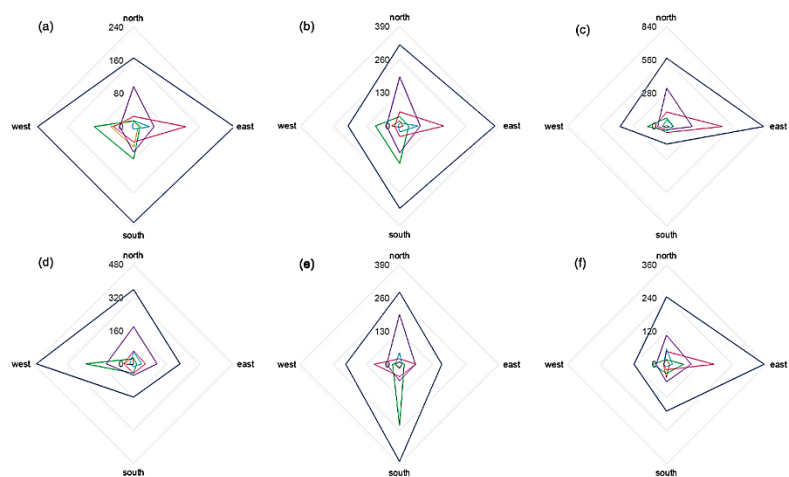 (a)
north
240
160
80
0
west
east
south
(b)
north
390
260
130
0
west
east
south
(c)
north
840
560
280
0
west
east
south
(d)
north
480
320
160
0
west
east
south
(e)
north
390
260
130
0
west
east
south
(f)
north
360
240
120
0
west
east
south